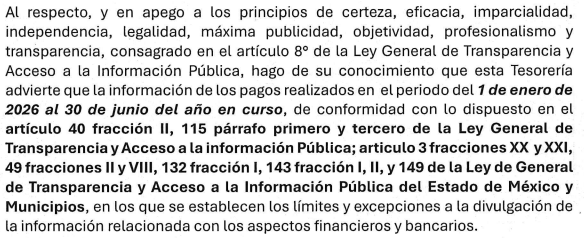 Al respecto, y en apego a los principios de certeza, eficacia, imparcialidad,
independencia, legalidad, máxima publicidad, objetividad, profesionalismo y
transparencia, consagrado en el artículo 8º de la Ley General de Transparencia y
Acceso a la Información Pública, hago de su conocimiento que esta Tesorería
advierte que la información de los pagos realizados en el periodo del 1 de enero de
2026 al 30 de junio del año en curso, de conformidad con lo dispuesto en el
artículo 40 fracción II, 115 párrafo primero y tercero de la Ley General de
Transparencia y Acceso a la información Pública; articulo 3 fracciones XX y XXI,
49 fracciones II y VIII, 132 fracción I, 143 fracción I, II, y 149 de la Ley de General
de Transparencia y Acceso a la Información Pública del Estado de México y
Municipios, en los que se establecen los límites y excepciones a la divulgación de
la información relacionada con los aspectos financieros y bancarios.